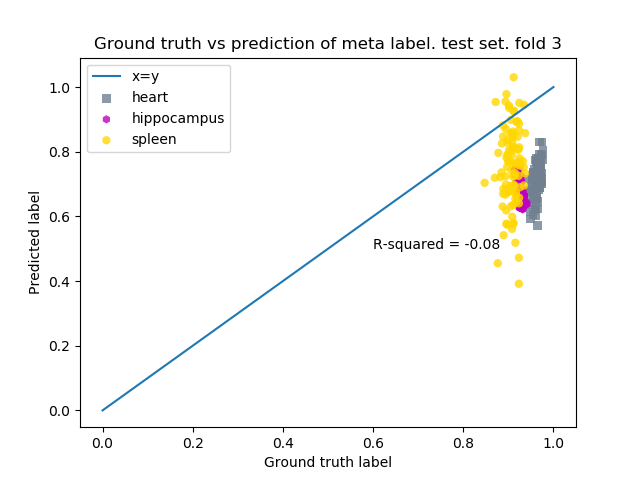 Ground truth vs prediction of meta label. test set. fold 3
x=y
heart
hippocampus
spleen
R-squared = -0.08
Predicted label
1.0
0.8
0.6
0.4
0.2
0.0
0.0 0.2 0.4 0.6 0.8 1.0
Ground truth label